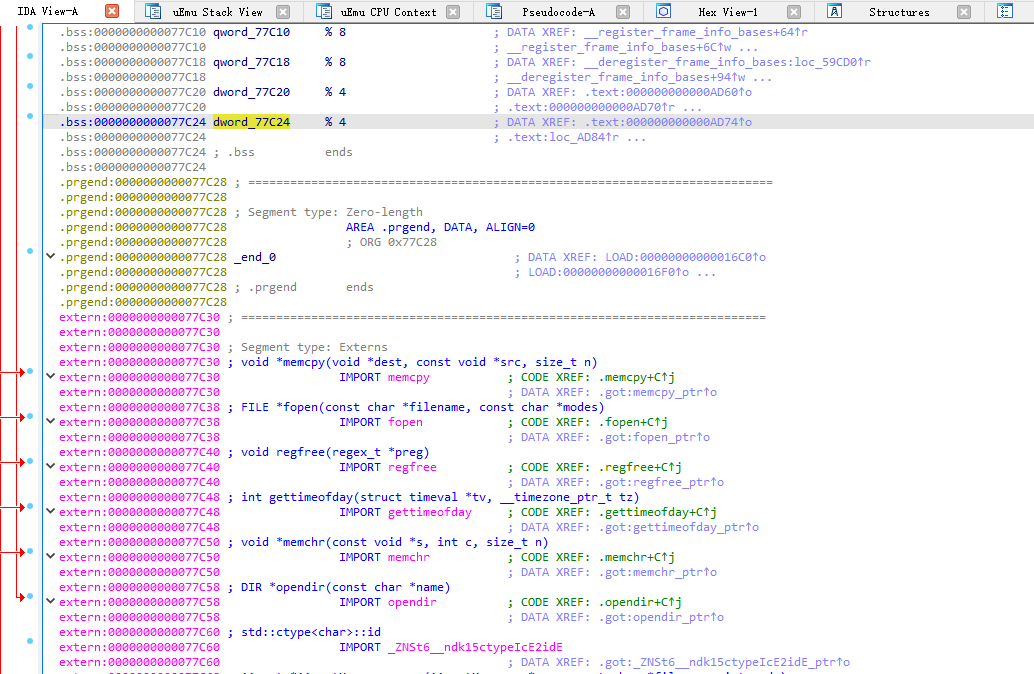 IDA View-A uEmu Stack View uEmu CPU Context Pseudocode-A Hex View-1 Structures
.bss:0000000000077C10 qword_77C10 % 8 ; DATA XREF: __register_frame_info_bases+64↑r
.bss:0000000000077C10 ; __register_frame_info_bases+6C↑w ...
.bss:0000000000077C18 qword_77C18 % 8 ; DATA XREF: __deregister_frame_info_bases:loc_59CD0↑r
.bss:0000000000077C18 ; __deregister_frame_info_bases+94↑w ...
.bss:0000000000077C20 dword_77C20 % 4 ; DATA XREF: .text:000000000000AD60↑o
.bss:0000000000077C20 ; .text:000000000000AD70↑r ...
.bss:0000000000077C24 dword_77C24 % 4 ; DATA XREF: .text:000000000000AD74↑o
.bss:0000000000077C24 ; .text:loc_AD84↑r ...
.bss:0000000000077C24 ; .bss ends
.bss:0000000000077C24
.prgend:0000000000077C28 ; ===========================================================================
.prgend:0000000000077C28
.prgend:0000000000077C28 ; Segment type: Zero-length
.prgend:0000000000077C28 AREA .prgend, DATA, ALIGN=0
.prgend:0000000000077C28 ; ORG 0x77C28
.prgend:0000000000077C28 _end_0 ; DATA XREF: LOAD:00000000000016C0↑o
.prgend:0000000000077C28 ; LOAD:00000000000016F0↑o ...
.prgend:0000000000077C28 ; .prgend ends
.prgend:0000000000077C28
extern:0000000000077C30 ; ===========================================================================
extern:0000000000077C30
extern:0000000000077C30 ; Segment type: Externs
extern:0000000000077C30 ; void *memcpy(void *dest, const void *src, size_t n)
extern:0000000000077C30 IMPORT memcpy ; CODE XREF: .memcpy+C↑j
extern:0000000000077C30 ; DATA XREF: .got:memcpy_ptr↑o
extern:0000000000077C38 ; FILE *fopen(const char *filename, const char *modes)
extern:0000000000077C38 IMPORT fopen ; CODE XREF: .fopen+C↑j
extern:0000000000077C38 ; DATA XREF: .got:fopen_ptr↑o
extern:0000000000077C40 ; void regfree(regex_t *preg)
extern:0000000000077C40 IMPORT regfree ; CODE XREF: .regfree+C↑j
extern:0000000000077C40 ; DATA XREF: .got:regfree_ptr↑o
extern:0000000000077C48 ; int gettimeofday(struct timeval *tv, __timezone_ptr_t tz)
extern:0000000000077C48 IMPORT gettimeofday ; CODE XREF: .gettimeofday+C↑j
extern:0000000000077C48 ; DATA XREF: .got:gettimeofday_ptr↑o
extern:0000000000077C50 ; void *memchr(const void *s, int c, size_t n)
extern:0000000000077C50 IMPORT memchr ; CODE XREF: .memchr+C↑j
extern:0000000000077C50 ; DATA XREF: .got:memchr_ptr↑o
extern:0000000000077C58 ; DIR *opendir(const char *name)
extern:0000000000077C58 IMPORT opendir ; CODE XREF: .opendir+C↑j
extern:0000000000077C58 ; DATA XREF: .got:opendir_ptr↑o
extern:0000000000077C60 ; std::ctype<char>::id
extern:0000000000077C60 IMPORT _ZNSt6__ndk15ctypeIcE2idE
extern:0000000000077C60 ; DATA XREF: .got:_ZNSt6__ndk15ctypeIcE2idE_ptr↑o